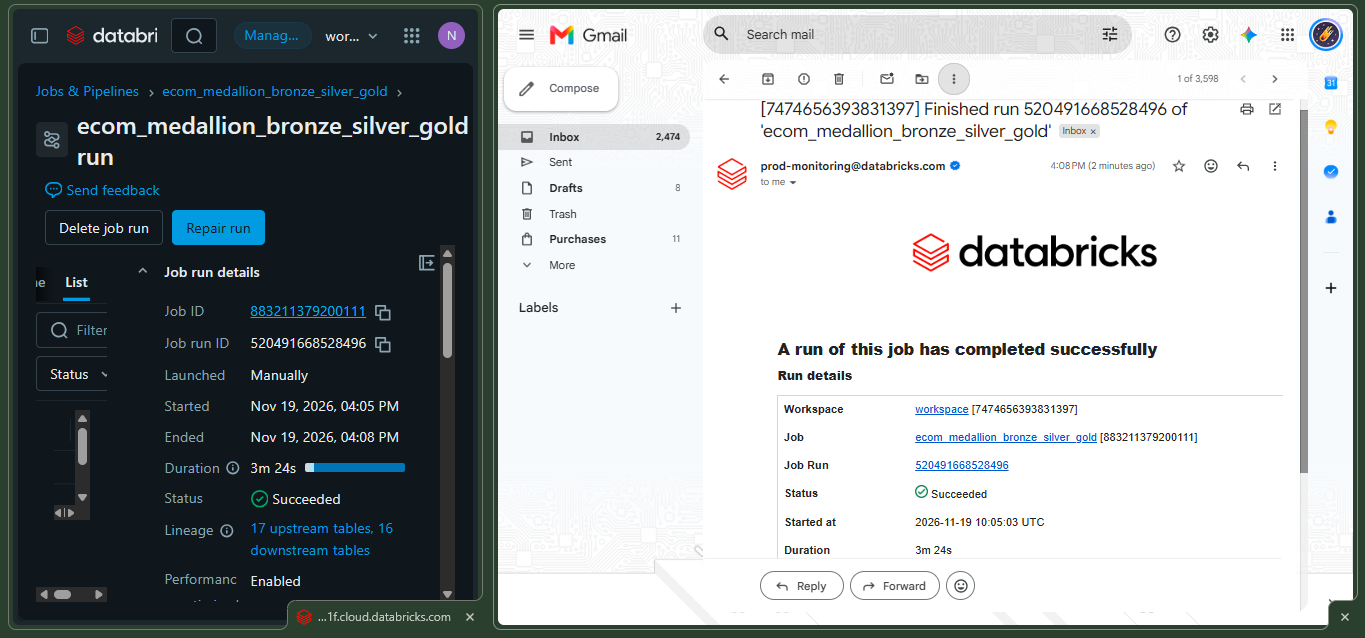 databri
Manag...
wor...
N
Jobs & Pipelines
ecom_medallion_bronze_silver_gold
ecom_medallion_bronze_silver_gold
run
Send feedback
Delete job run
Repair run
List
Filter
Status
Job run details
Job ID 883211379200111
Job run ID 520491668528496
Launched Manually
Started Nov 19, 2026, 04:05 PM
Ended Nov 19, 2026, 04:08 PM
Duration 3m 24s
Status Succeeded
Lineage 17 upstream tables, 16
downstream tables
Performanc Enabled
...1f.cloud.databricks.com
Gmail
Search mail
Compose
Inbox 2,474
Sent
Drafts 8
Trash
Purchases 11
More
Labels
1 of 3,598
[7474656393831397] Finished run 520491668528496 of
'ecom_medallion_bronze_silver_gold' Inbox x
prod-monitoring@databricks.com 4:08 PM (2 minutes ago)
to me
databricks
A run of this job has completed successfully
Run details
Workspace workspace [7474656393831397]
Job ecom_medallion_bronze_silver_gold [883211379200111]
Job Run 520491668528496
Status Succeeded
Started at 2026-11-19 10:05:03 UTC
Duration 3m 24s
Reply
Forward
31